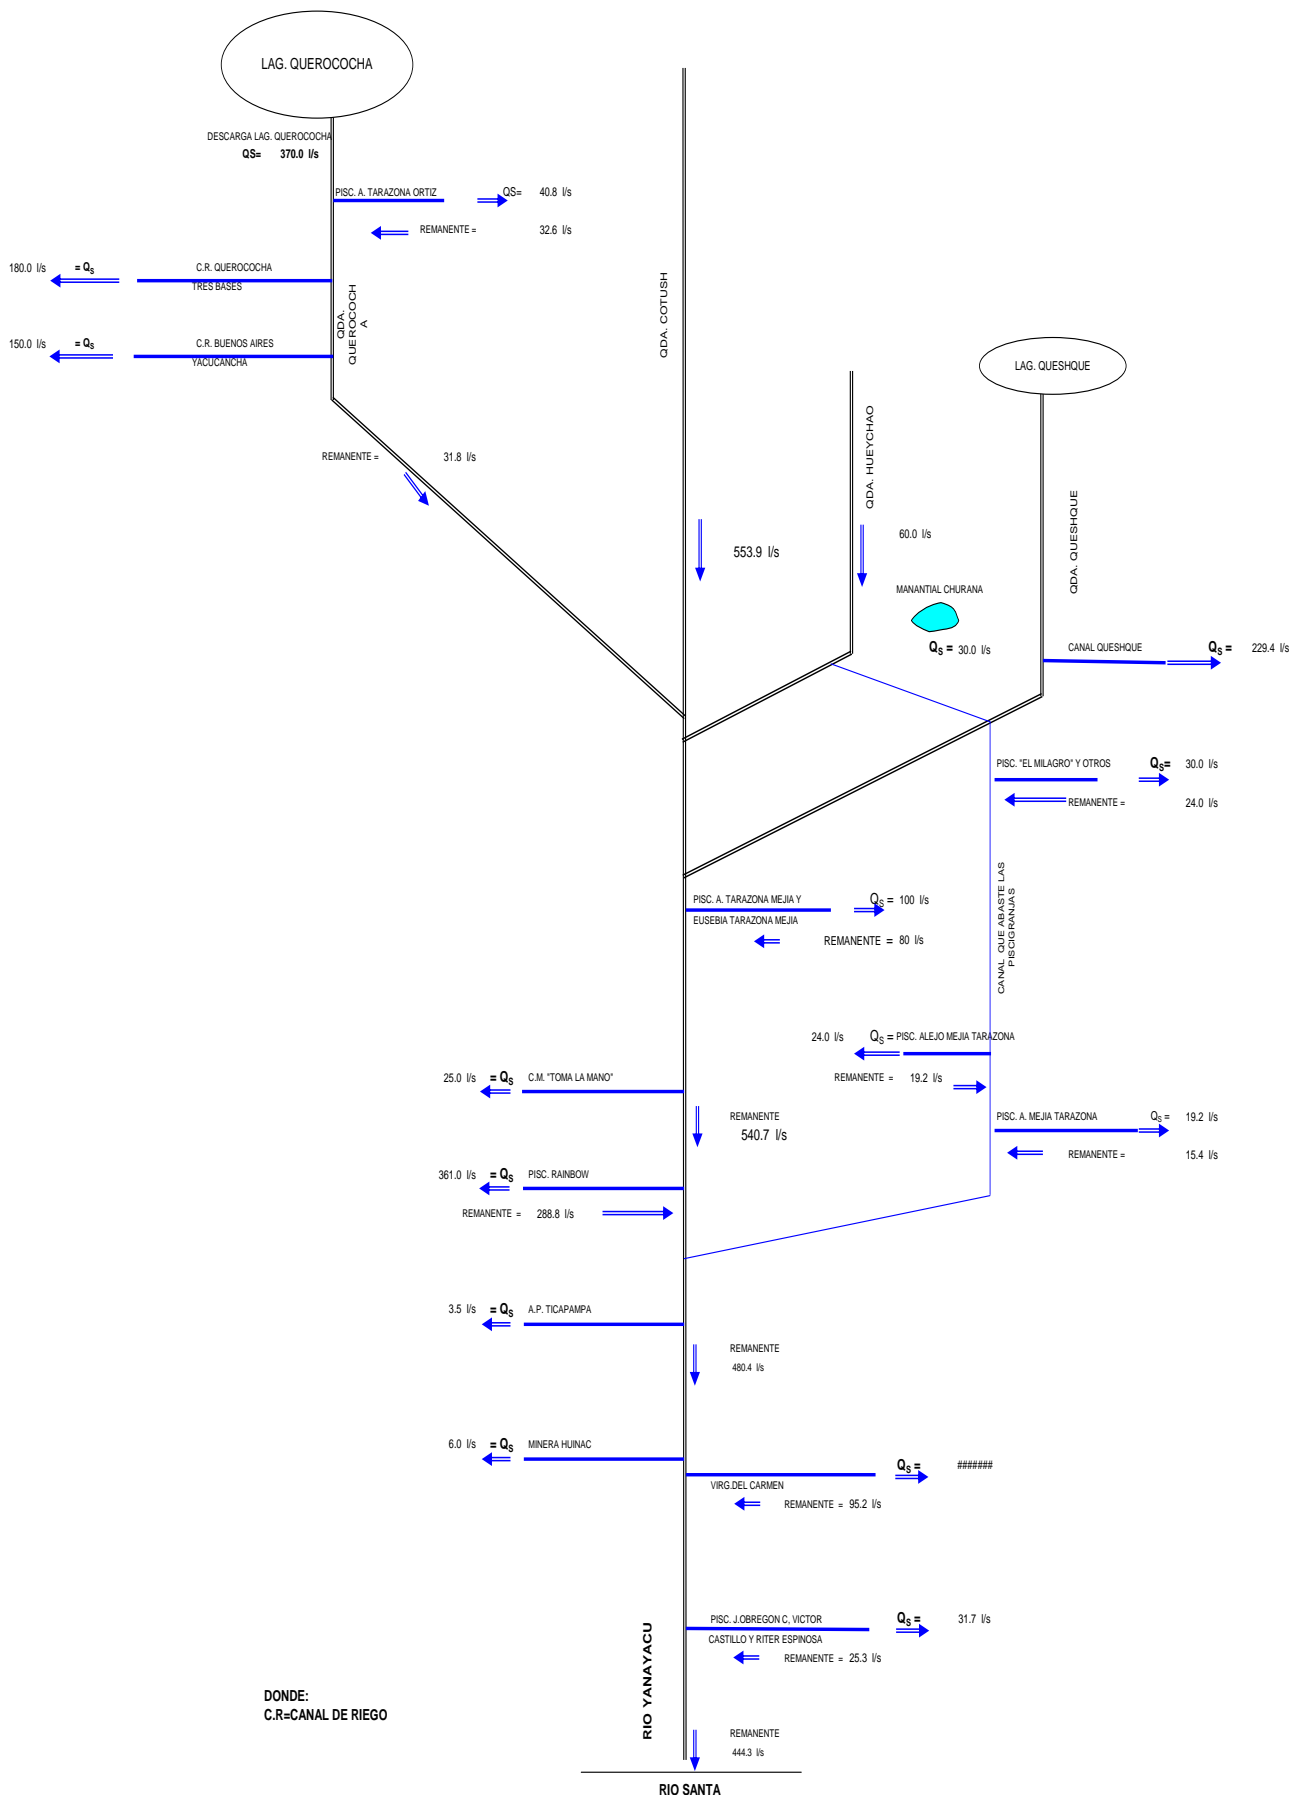 LAG. QUEROCOCHA
DESCARGA LAG. QUEROCOCHA
QS= 370.0 l/s
PISC. A. TARAZONA ORTIZ QS= 40.8 l/s
REMANENTE = 32.6 l/s
180.0 l/s = QS C.R. QUEROCOCHA
TRES BASES
QDA.
QUEROCOCH
A
150.0 l/s = QS C.R. BUENOS AIRES
YACUCANCHA
QDA. COTUSH
LAG. QUESHQUE
REMANENTE = 31.8 l/s
QDA. HUEYCHAO
QDA. QUESHQUE
553.9 l/s
60.0 l/s
MANANTIAL CHURANA
QS = 30.0 l/s
CANAL QUESHQUE QS = 229.4 l/s
PISC. "EL MILAGRO" Y OTROS QS= 30.0 l/s
REMANENTE = 24.0 l/s
PISC. A. TARAZONA MEJIA Y QS = 100 l/s
EUSEBIA TARAZONA MEJIA
REMANENTE = 80 l/s
CANAL QUE ABASTE LAS
PISCIGRANJAS
24.0 l/s QS = PISC. ALEJO MEJIA TARAZONA
REMANENTE = 19.2 l/s
25.0 l/s = QS C.M. "TOMA LA MANO"
REMANENTE
540.7 l/s
PISC. A. MEJIA TARAZONA QS = 19.2 l/s
REMANENTE = 15.4 l/s
361.0 l/s = QS PISC. RAINBOW
REMANENTE = 288.8 l/s
3.5 l/s = QS A.P. TICAPAMPA
REMANENTE
480.4 l/s
6.0 l/s = QS MINERA HUINAC
QS = #######
VIRG.DEL CARMEN
REMANENTE = 95.2 l/s
PISC. J.OBREGON C, VICTOR QS = 31.7 l/s
CASTILLO Y RITER ESPINOSA
REMANENTE = 25.3 l/s
RIO YANAYACU
DONDE:
C.R=CANAL DE RIEGO
REMANENTE
444.3 l/s
RIO SANTA